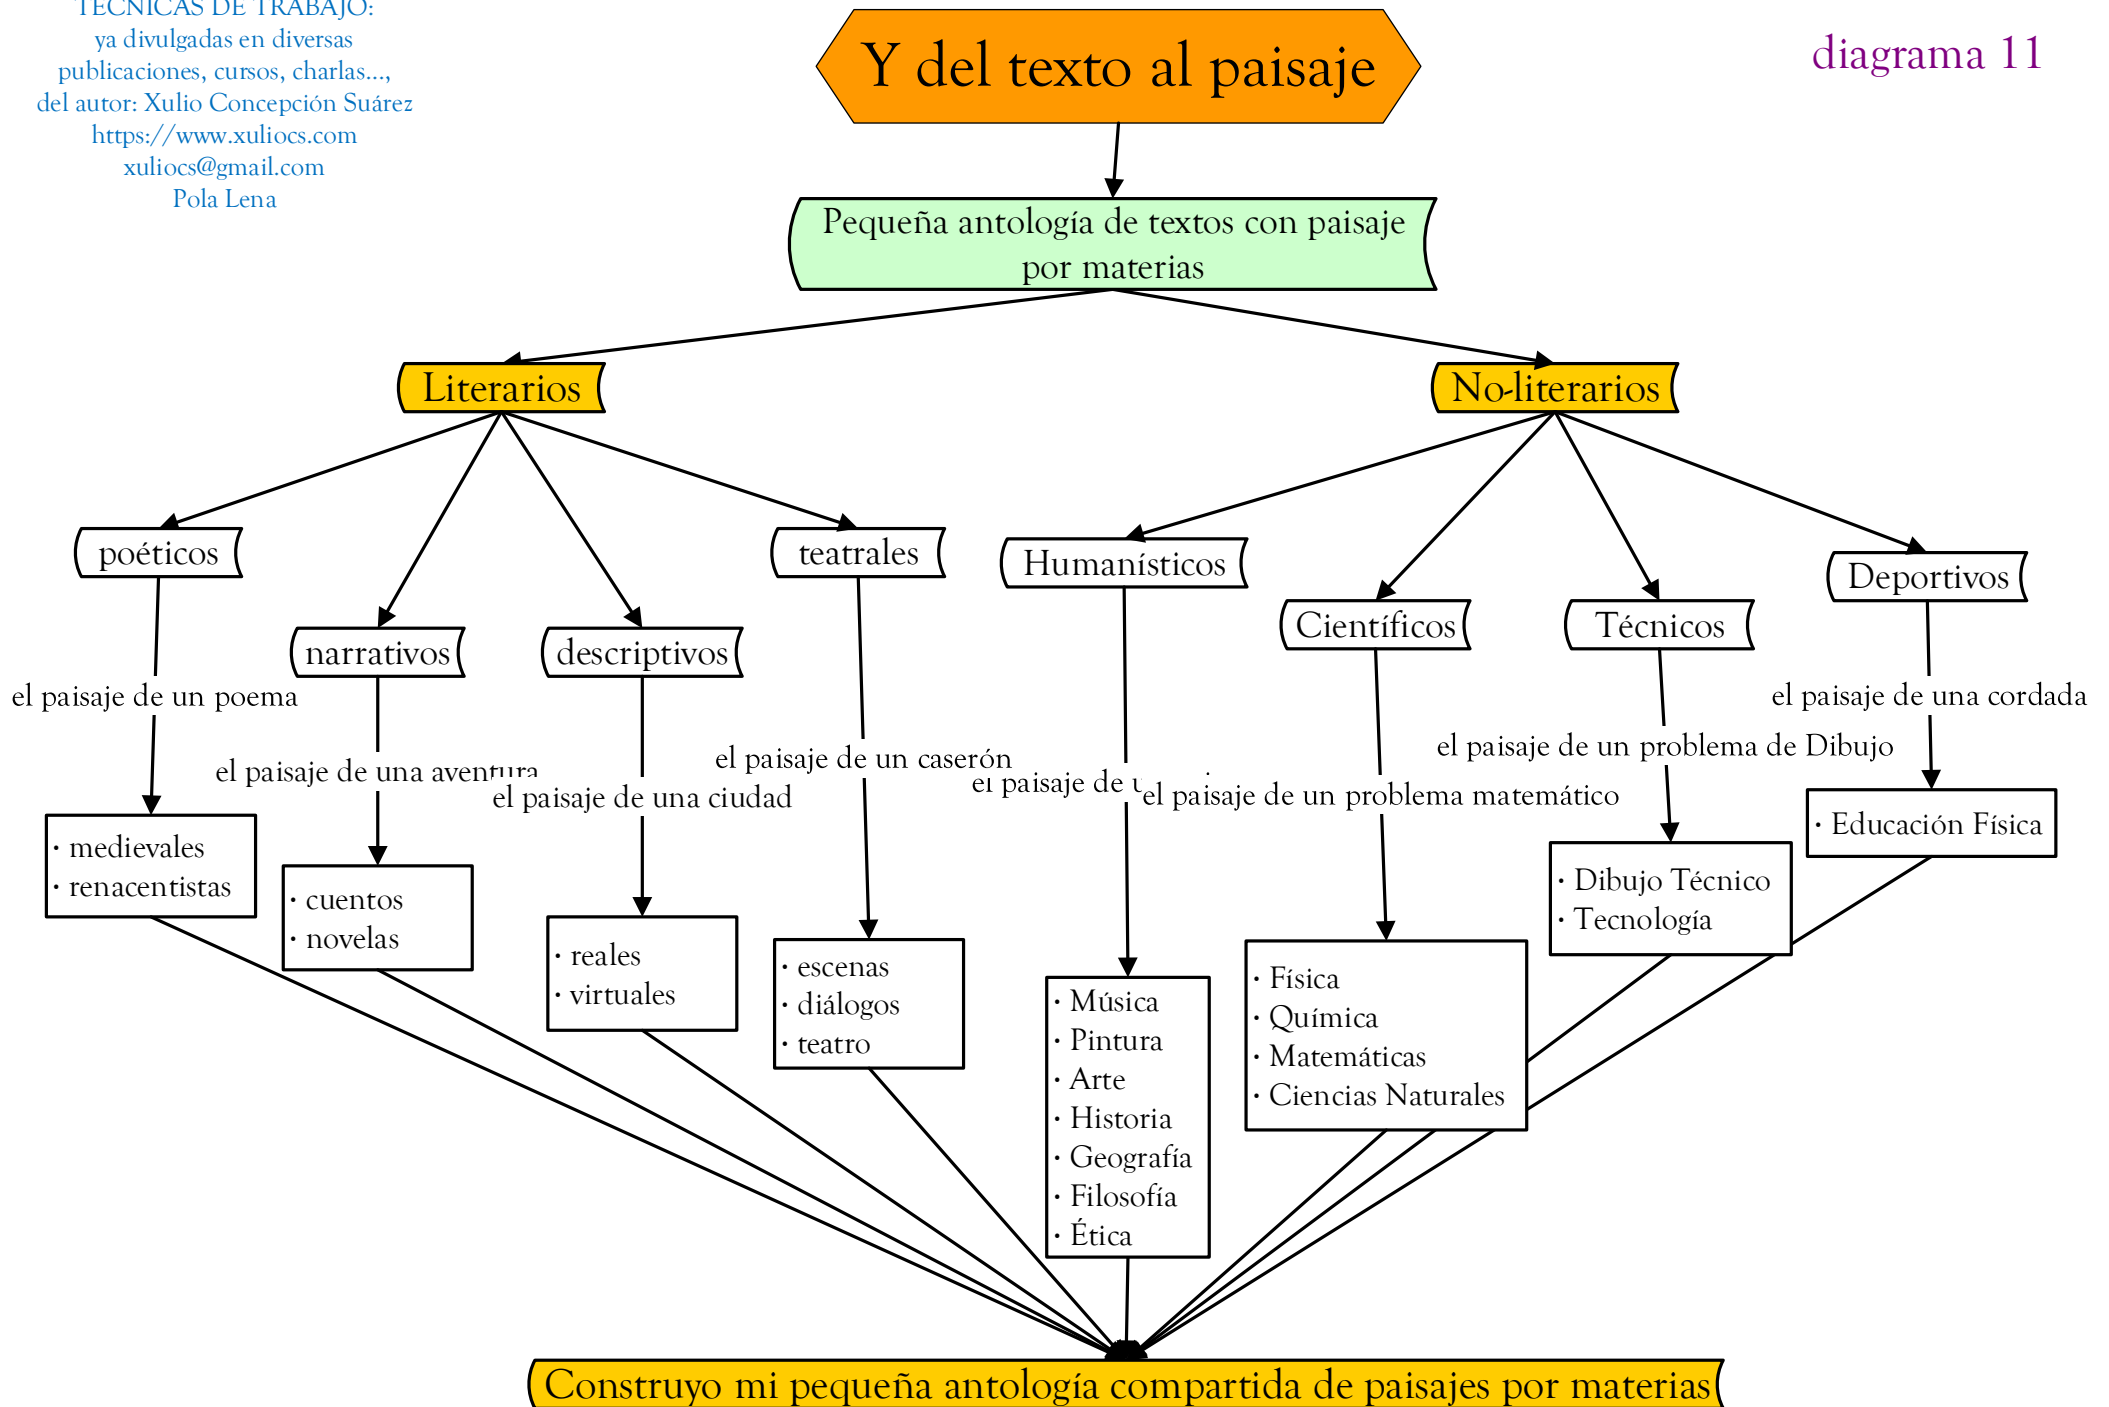 TÉCNICAS DE TRABAJO:
ya divulgadas en diversas
publicaciones, cursos, charlas...,
del autor: Xulio Concepción Suárez
https://www.xuliocs.com
xuliocs@gmail.com
Pola Lena
Y del texto al paisaje
diagrama 11
Pequeña antología de textos con paisaje
por materias
Literarios
No-literarios
poéticos
narrativos
descriptivos
teatrales
Humanísticos
Científicos
Técnicos
Deportivos
el paisaje de un poema
el paisaje de una aventura
el paisaje de una ciudad
el paisaje de un caserón
el paisaje de
el paisaje de un problema matemático
el paisaje de un problema de Dibujo
el paisaje de una cordada
· medievales
· renacentistas
· cuentos
· novelas
· reales
· virtuales
· escenas
· diálogos
· teatro
· Música
· Pintura
· Arte
· Historia
· Geografía
· Filosofía
· Ética
· Física
· Química
· Matemáticas
· Ciencias Naturales
· Dibujo Técnico
· Tecnología
· Educación Física
Construyo mi pequeña antología compartida de paisajes por materias